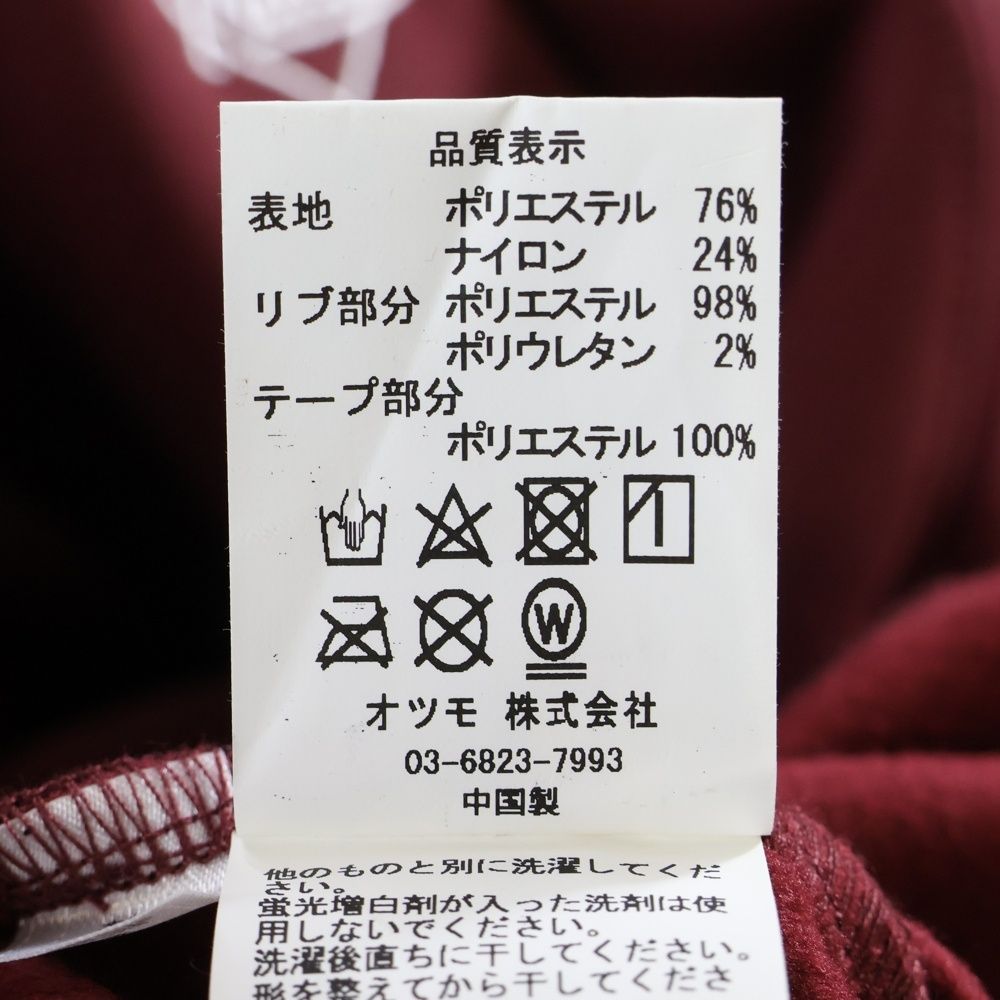 品質表示
表地 ポリエステル 76%
ナイロン 24%
リブ部分 ポリエステル 98%
ポリウレタン 2%
テープ部分
ポリエステル 100%
W
オツモ 株式会社
03-6823-7993
中国製
他のものと別に洗濯してくだ
さい。
蛍光増白剤が入った洗剤は使
用しないでください。
洗濯後直ちに干してください。
形を整えてから干してくださ